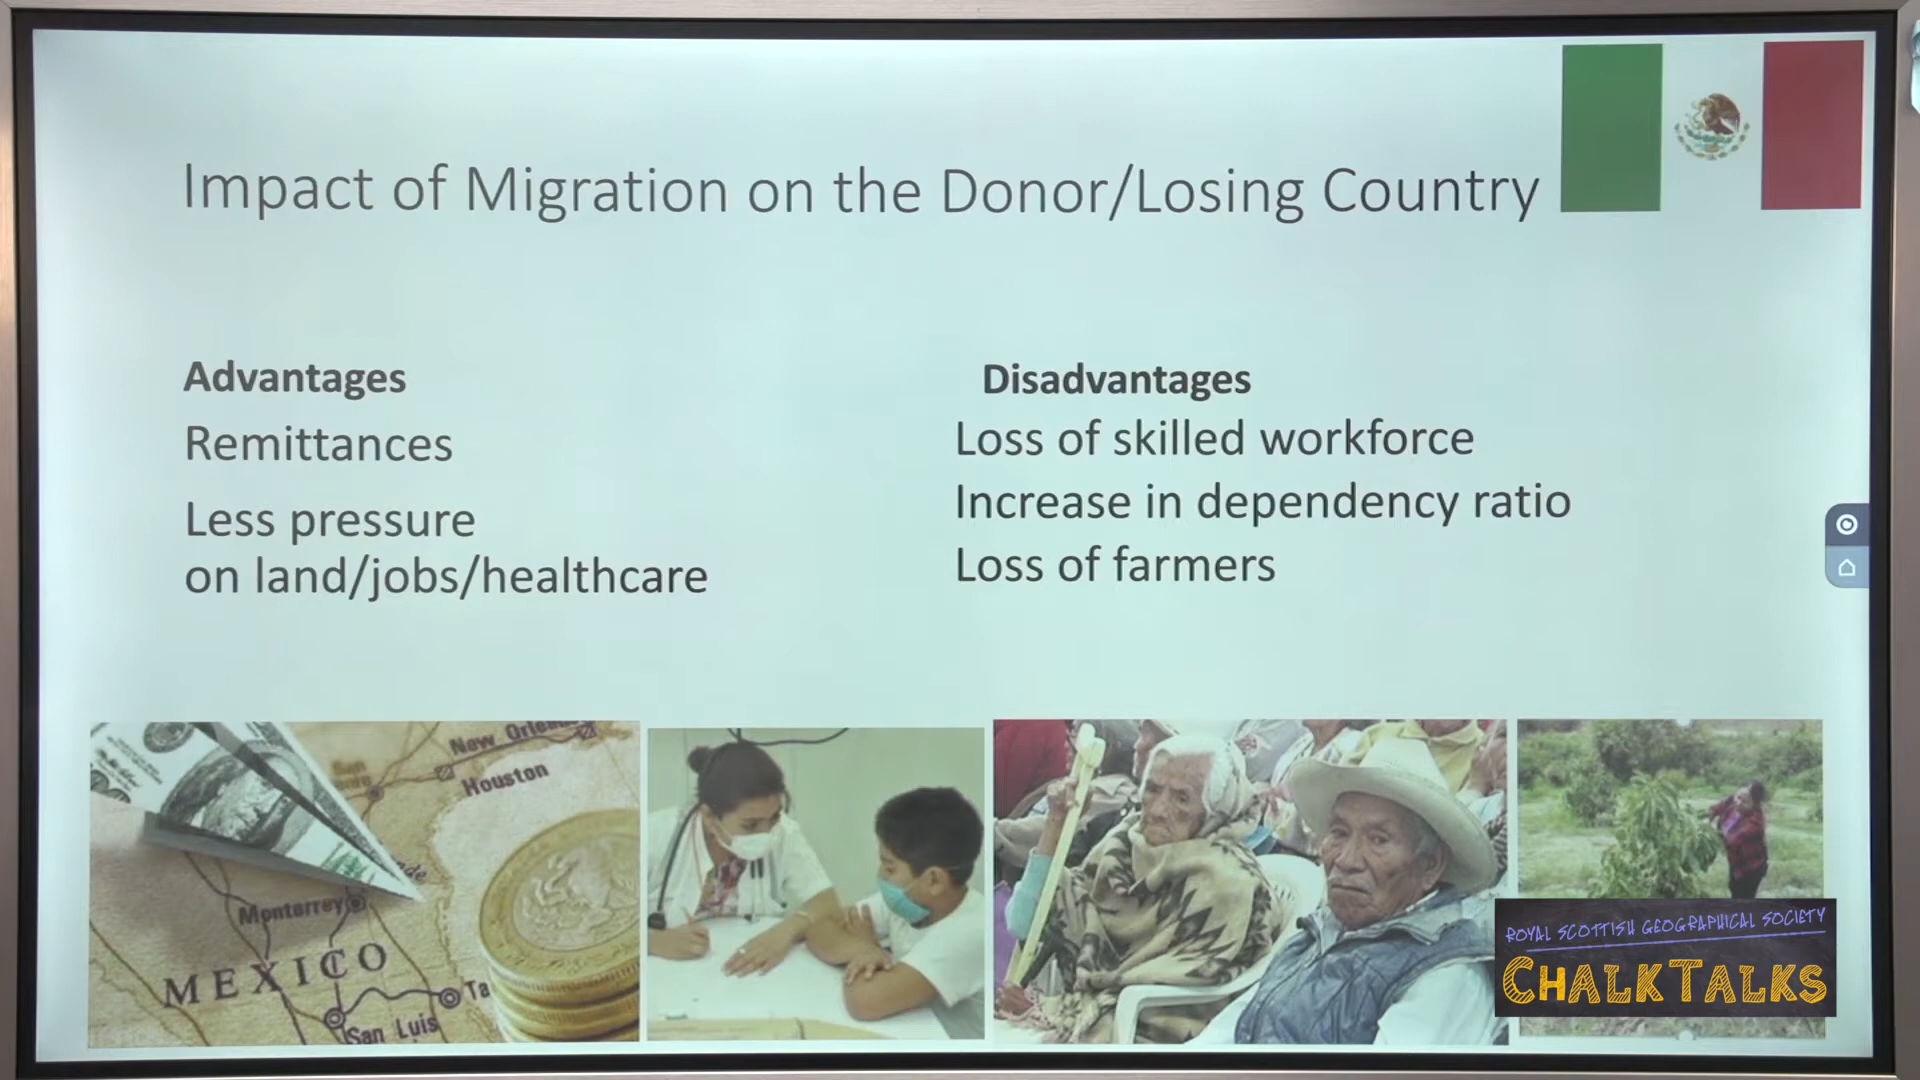 Impact of Migration on the Donor/Losing Country
Advantages
Remittances
Less pressure
on land/jobs/healthcare
Disadvantages
Loss of skilled workforce
Increase in dependency ratio
Loss of farmers
New Orleans
Houston
Monterrey
MEXICO
Ta
San Luis
ROYAL SCOTTISH GEOGRAPHICAL SOCIETY
CHALKTALKS